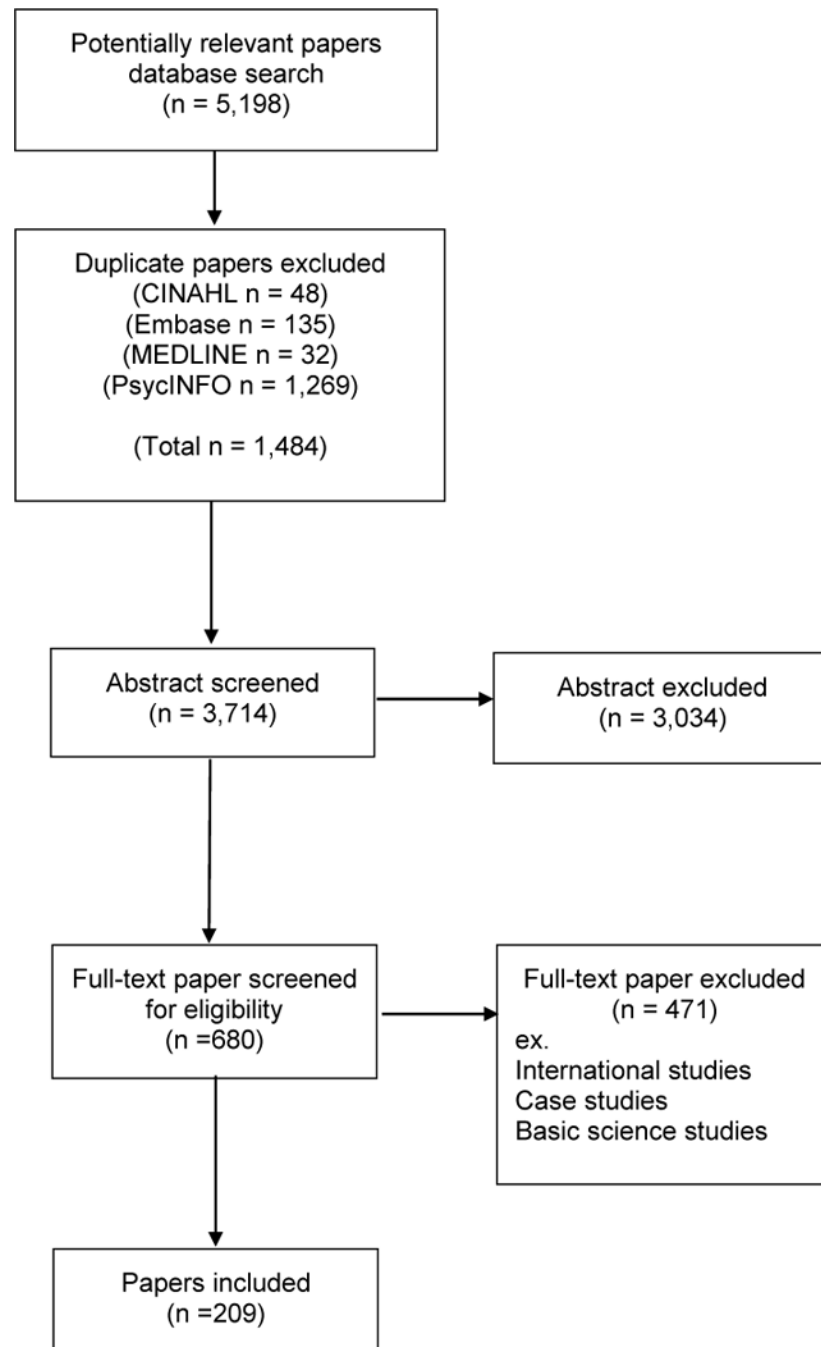 Potentially relevant papers
database search
(n = 5,198)
Duplicate papers excluded
(CINAHL n = 48)
(Embase n = 135)
(MEDLINE n = 32)
(PsycINFO n = 1,269)
(Total n = 1,484)
Abstract screened
(n = 3,714)
Abstract excluded
(n = 3,034)
Full-text paper screened
for eligibility
(n =680)
Full-text paper excluded
(n = 471)
ex.
International studies
Case studies
Basic science studies
Papers included
(n =209)